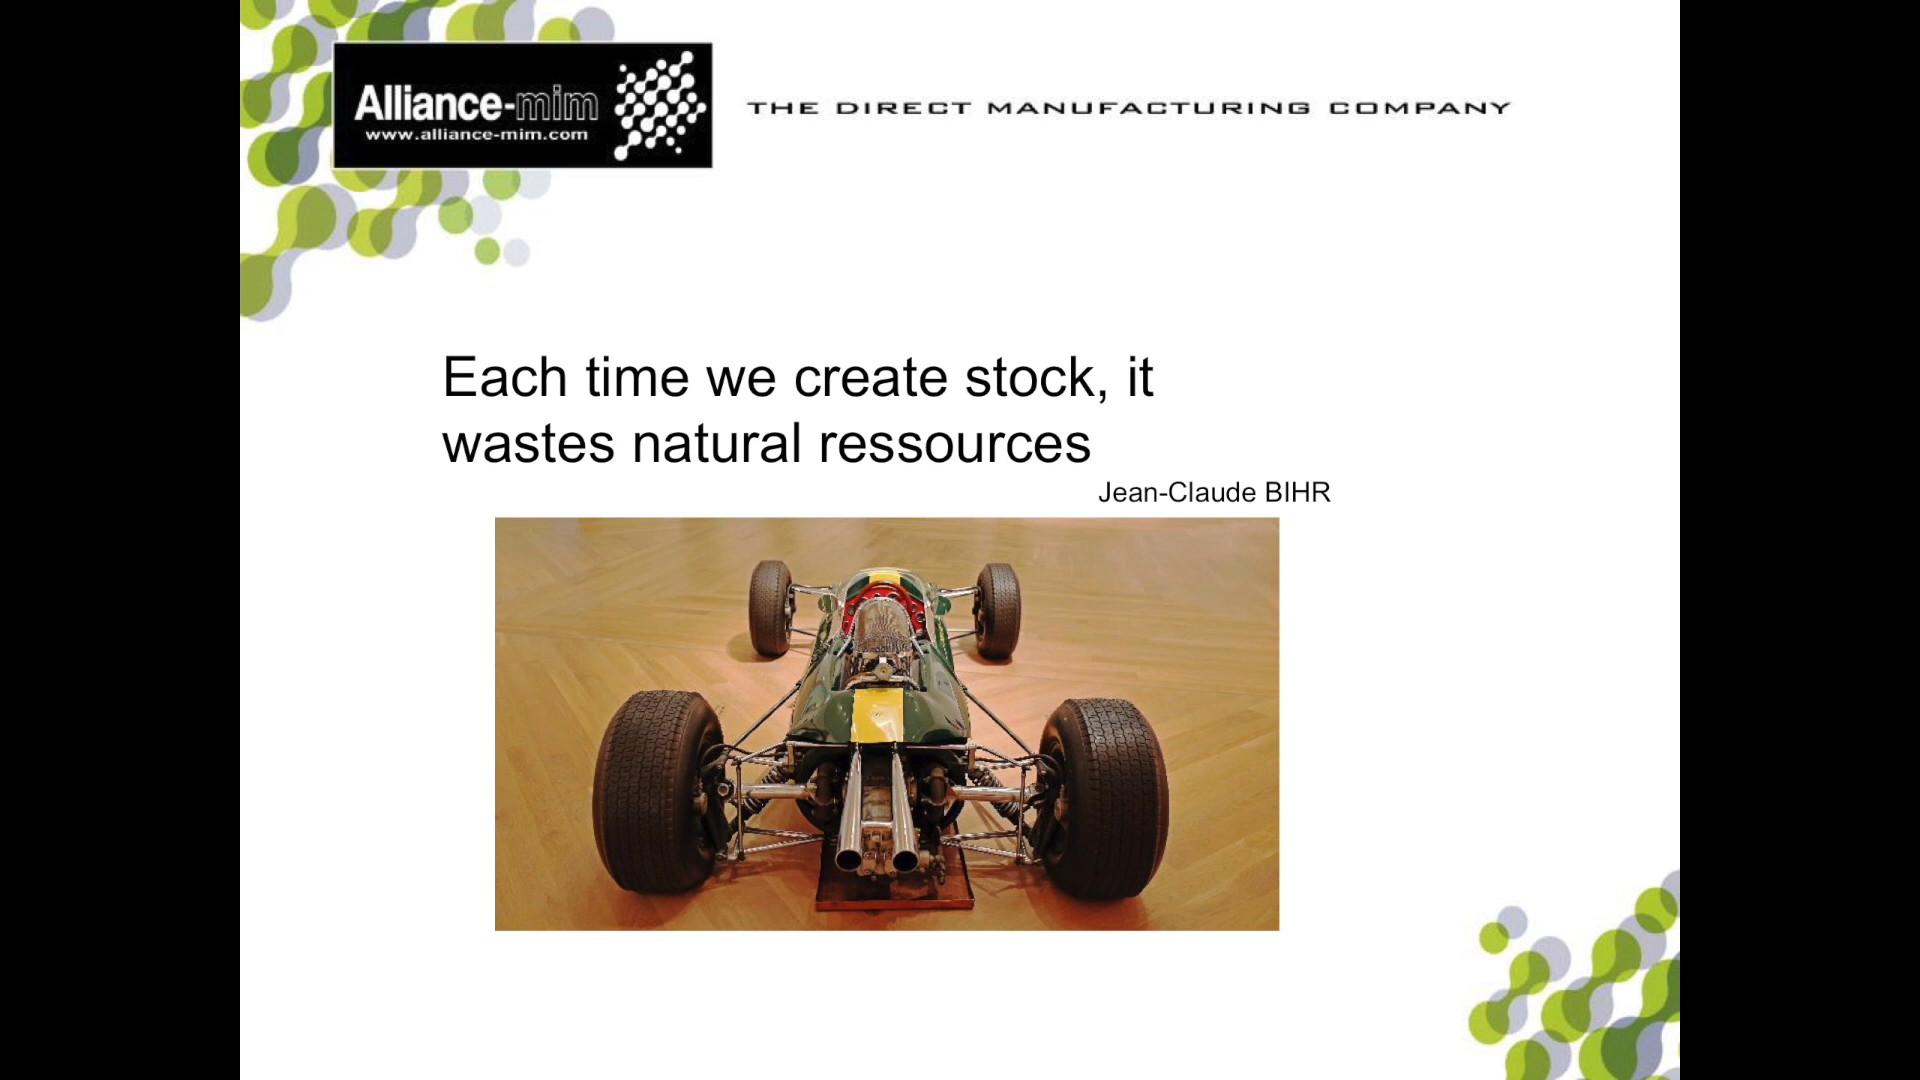 Alliance-mim
www.alliance-mim.com
THE DIRECT MANUFACTURING COMPANY
Each time we create stock, it
wastes natural ressources
Jean-Claude BIHR